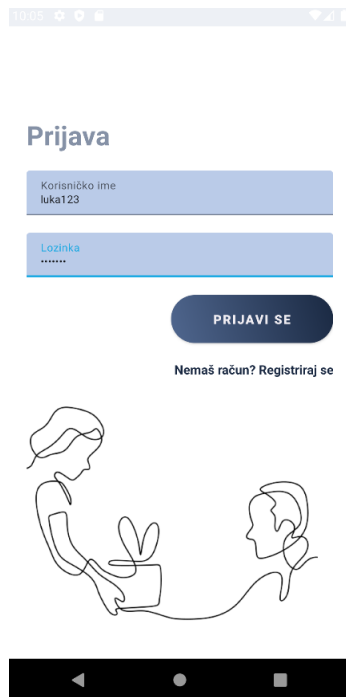 10:05
Prijava
Korisničko ime
luka123
Lozinka
•••••••
PRIJAVI SE
Nemaš račun? Registriraj se